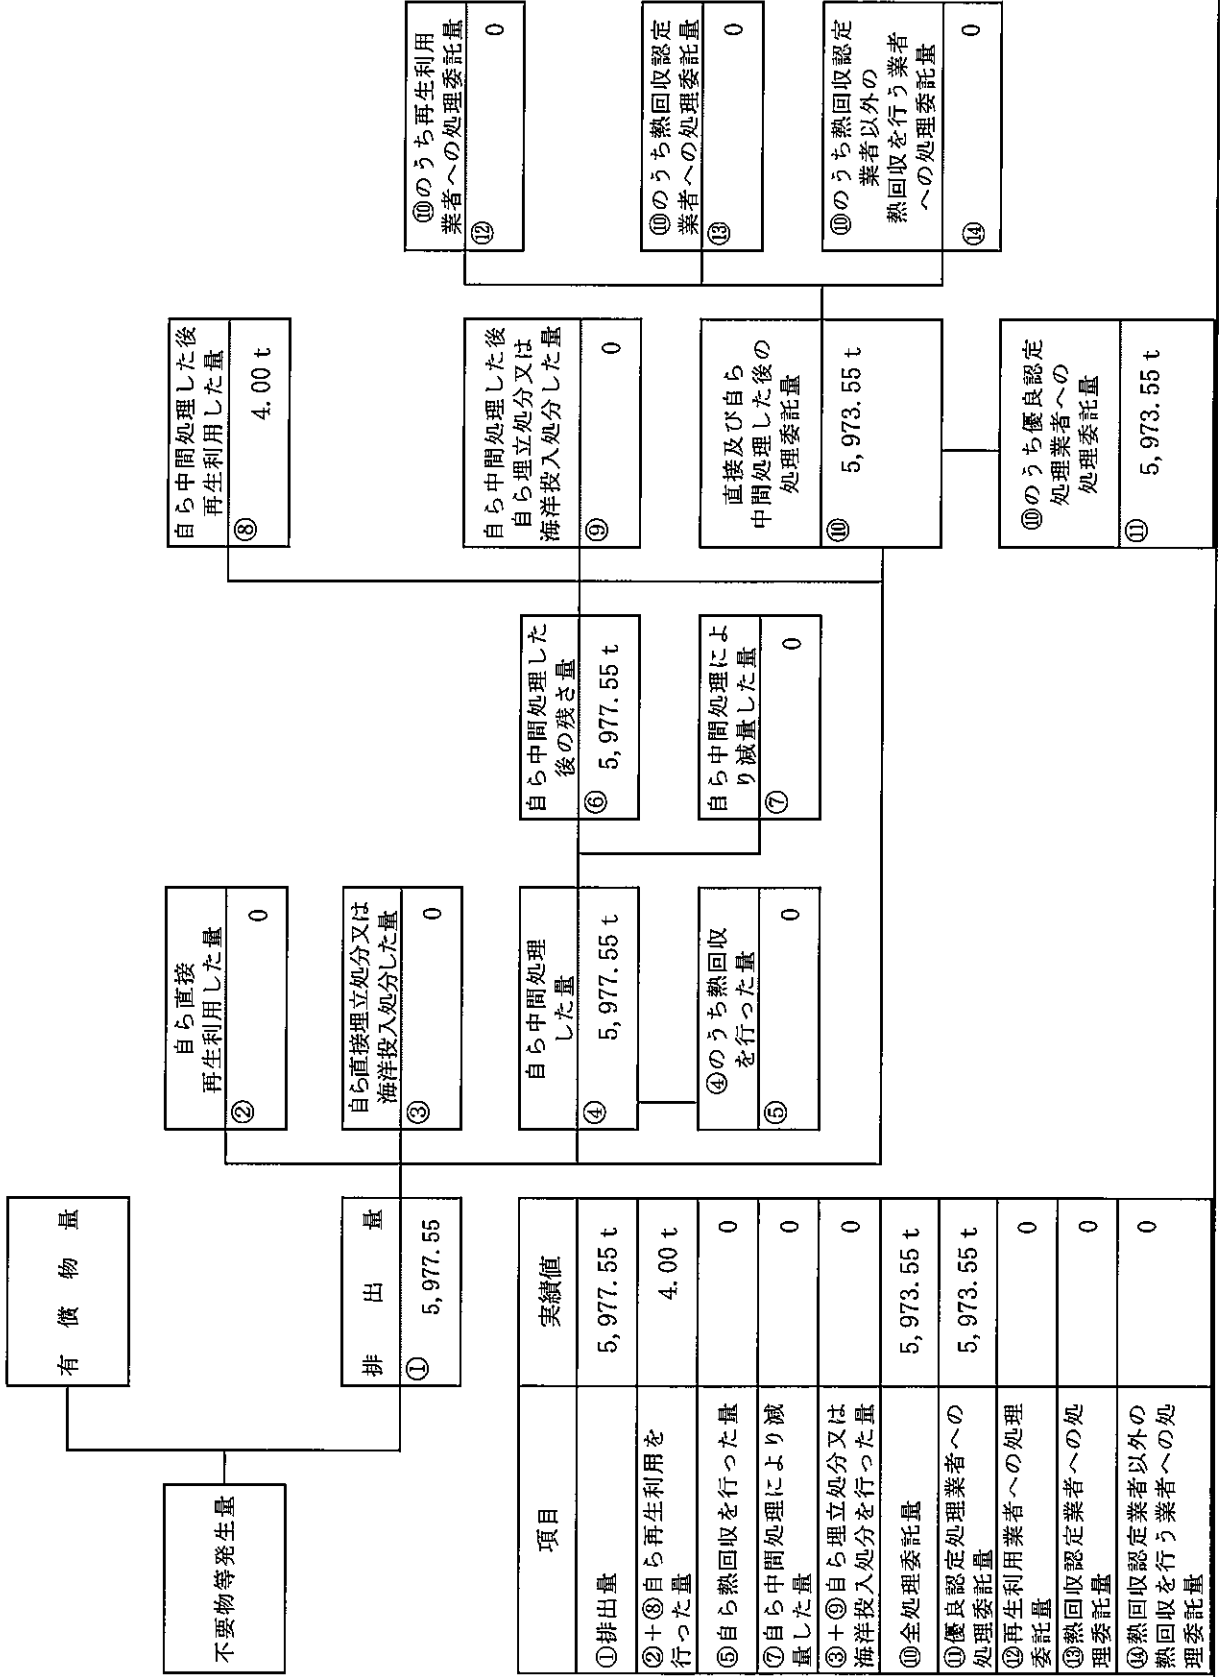 不要物等発生量
有償物量
排出量
① 5,977.55
自ら直接
再生利用した量
② 0
自ら直接埋立処分又は
海洋投入処分した量
③ 0
自ら中間処理
した量
④ 5,977.55 t
④のうち熱回収
を行った量
⑤ 0
自ら中間処理した
後の残さ量
⑥ 5,977.55 t
自ら中間処理によ
り減量した量
⑦ 0
自ら中間処理した後
再生利用した量
⑧ 4.00 t
自ら中間処理した後
自ら埋立処分又は
海洋投入処分した量
⑨ 0
直接及び自ら
中間処理した後の
処理委託量
⑩ 5,973.55 t
⑩のうち優良認定
処理業者への
処理委託量
⑪ 5,973.55 t
⑩のうち再生利用
業者への処理委託量
⑫ 0
⑩のうち熱回収認定
業者への処理委託量
⑬ 0
⑩のうち熱回収認定
業者以外の
熱回収を行う業者
への処理委託量
⑭ 0
項目 実績値
①排出量 5,977.55 t
②＋⑧自ら再生利用を
行った量 4.00 t
⑤自ら熱回収を行った量 0
⑦自ら中間処理により減
量した量 0
③＋⑨自ら埋立処分又は
海洋投入処分を行った量 0
⑩全処理委託量 5,973.55 t
⑪優良認定処理業者への
処理委託量 5,973.55 t
⑫再生利用業者への処理
委託量 0
⑬熱回収認定業者への処
理委託量 0
⑭熱回収認定業者以外の
熱回収を行う業者への処
理委託量 0